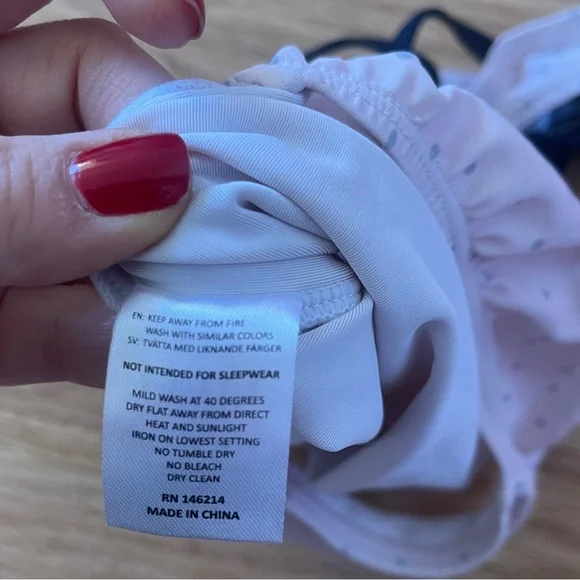 EN: KEEP AWAY FROM FIRE
WASH WITH SIMILAR COLORS
SV: TVÄTTA MED LIKNANDE FÄRGER
NOT INTENDED FOR SLEEPWEAR
MILD WASH AT 40 DEGREES
DRY FLAT AWAY FROM DIRECT
HEAT AND SUNLIGHT
IRON ON LOWEST SETTING
NO TUMBLE DRY
NO BLEACH
DRY CLEAN
RN 146214
MADE IN CHINA